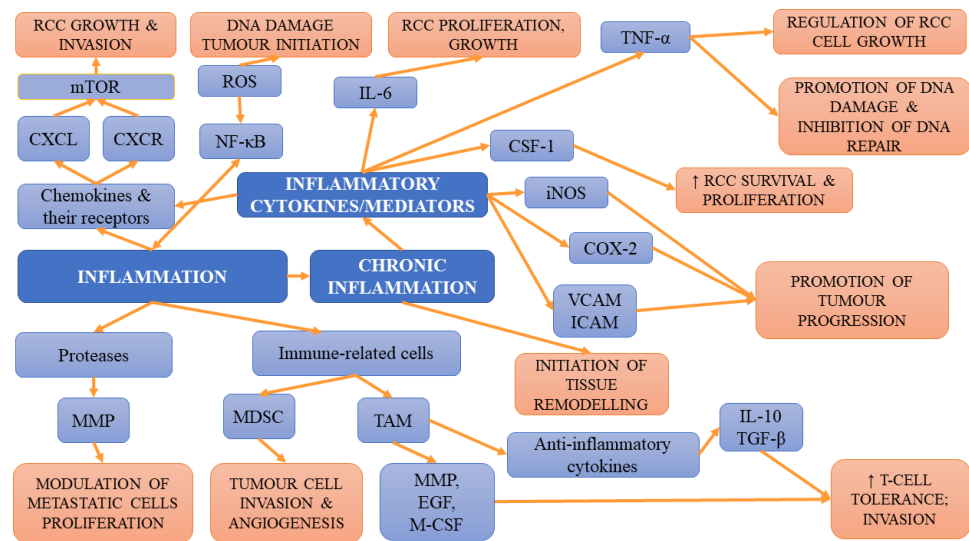 RCC GROWTH &
INVASION
DNA DAMAGE
TUMOUR INITIATION
RCC PROLIFERATION,
GROWTH
TNF-α
REGULATION OF RCC
CELL GROWTH
mTOR
ROS
IL-6
PROMOTION OF DNA
DAMAGE &
INHIBITION OF DNA
REPAIR
CXCL
CXCR
NF-κB
CSF-1
Chemokines &
their receptors
INFLAMMATORY
CYTOKINES/MEDIATORS
iNOS
↑ RCC SURVIVAL &
PROLIFERATION
COX-2
INFLAMMATION
CHRONIC
INFLAMMATION
VCAM
ICAM
PROMOTION OF
TUMOUR
PROGRESSION
Proteases
Immune-related cells
INITIATION OF
TISSUE
REMODELLING
MMP
MDSC
TAM
Anti-inflammatory
cytokines
IL-10
TGF-β
MODULATION OF
METASTATIC CELLS
PROLIFERATION
TUMOUR CELL
INVASION &
ANGIOGENESIS
MMP,
EGF,
M-CSF
↑ T-CELL
TOLERANCE;
INVASION